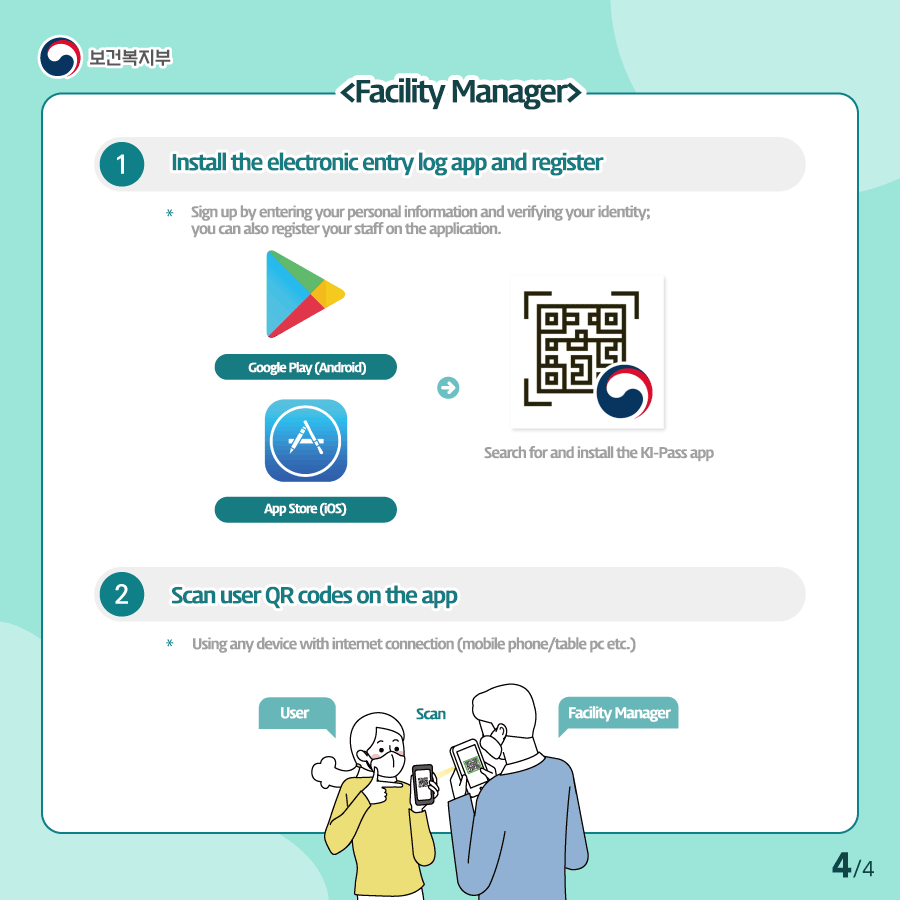 보건복지부
<Facility Manager>
1 Install the electronic entry log app and register
* Sign up by entering your personal information and verifying your identity;
you can also register your staff on the application.
Google Play (Android)
App Store (iOS)
Search for and install the KI-Pass app
2 Scan user QR codes on the app
* Using any device with internet connection (mobile phone/table pc etc.)
User
Scan
Facility Manager
4/4